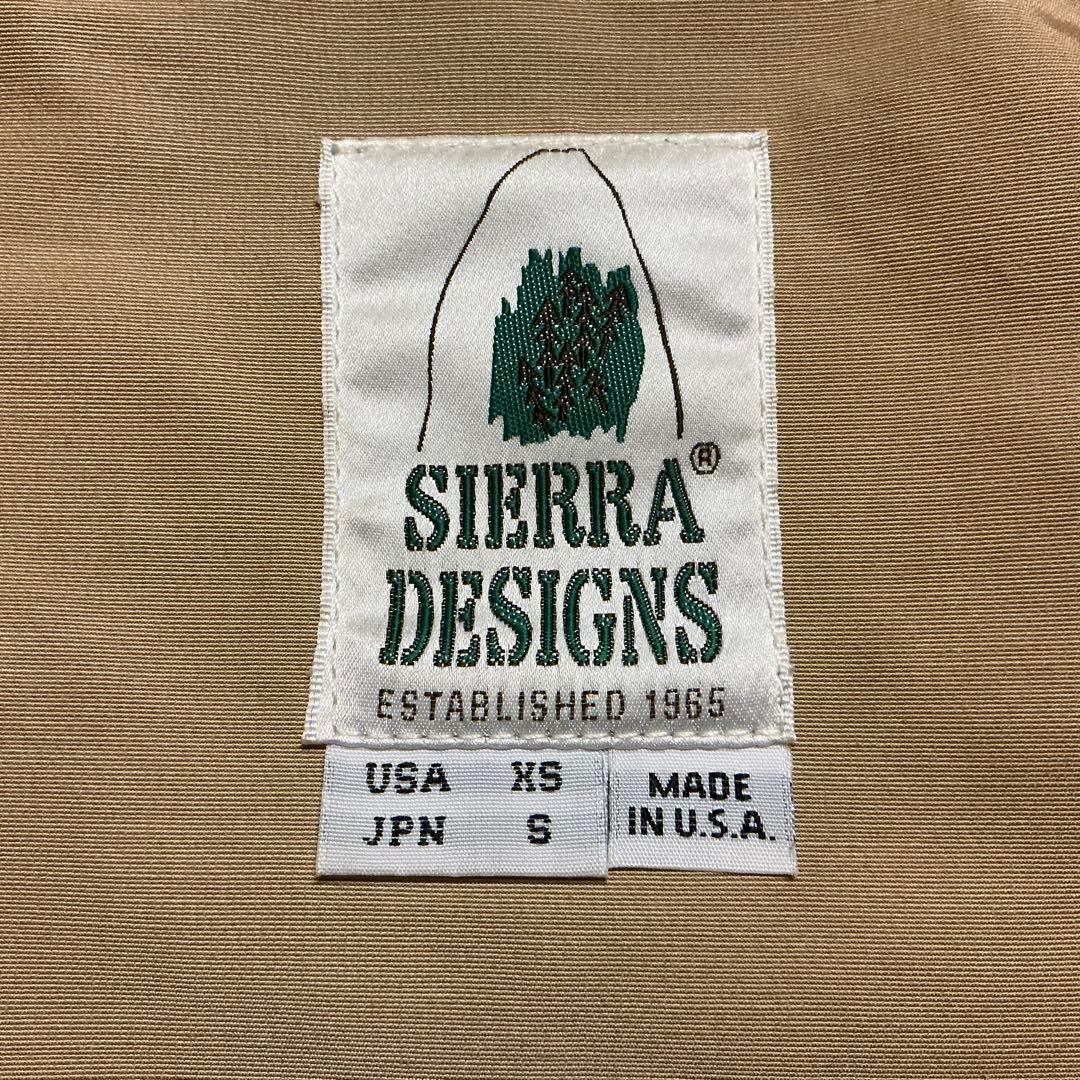 SIERRA®
DESIGNS
ESTABLISHED 1965
USA XS
JPN S
MADE
IN U.S.A.